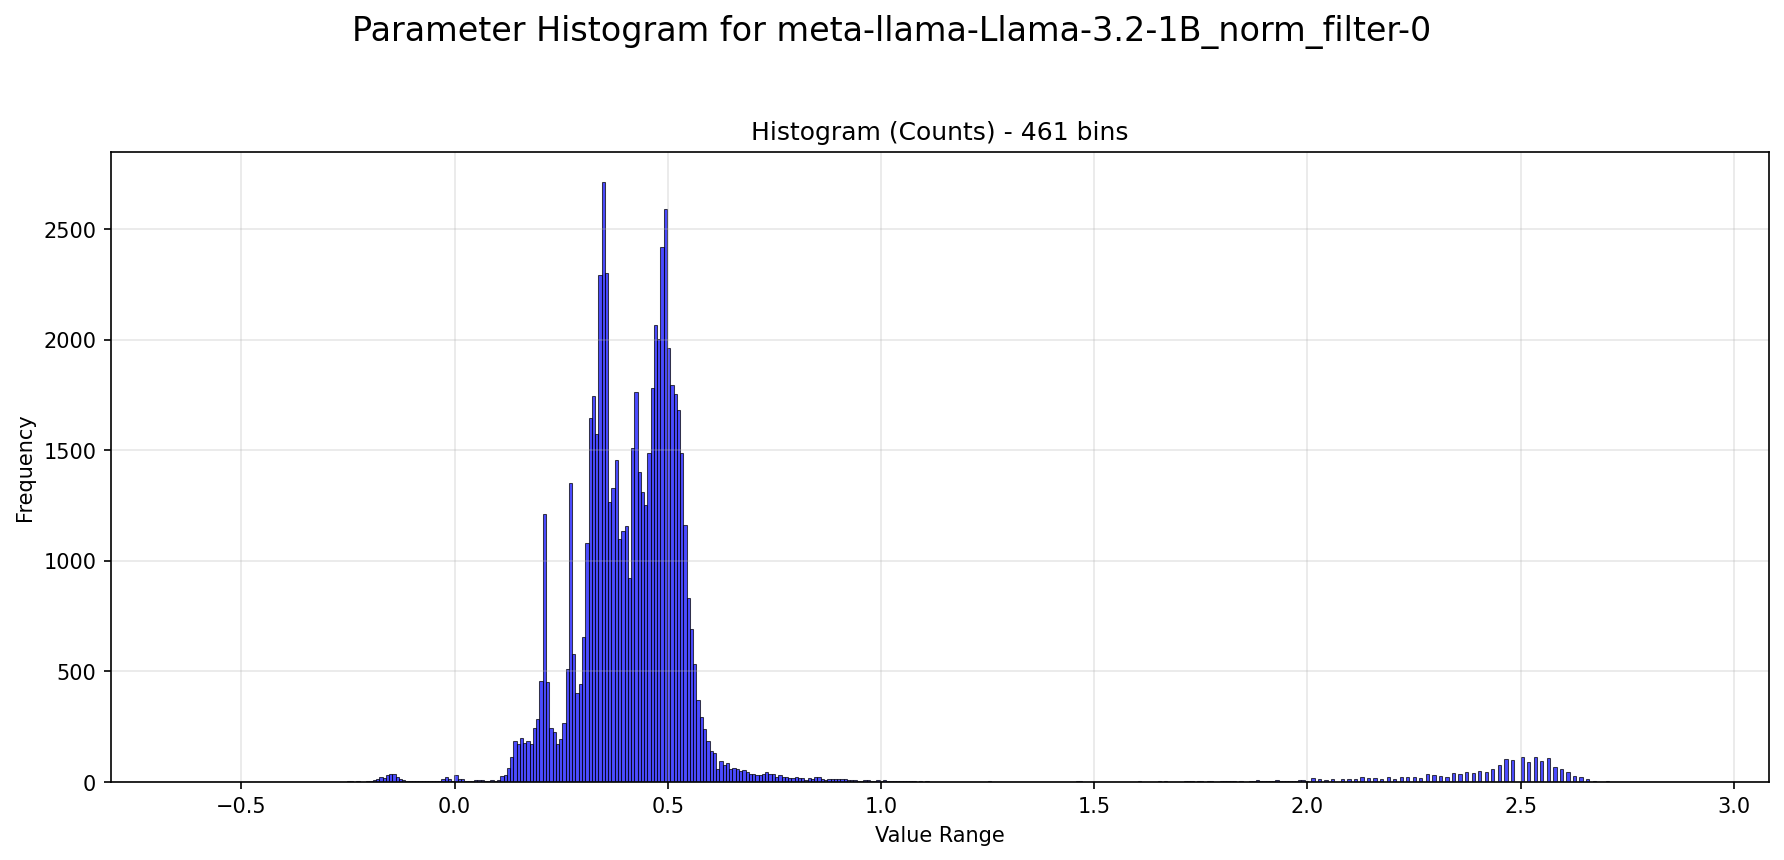 Parameter Histogram for meta-llama-Llama-3.2-1B_norm_filter-0
Histogram (Counts) - 461 bins
2500
2000
1500
1000
500
0
Frequency
−0.5 0.0 0.5 1.0 1.5 2.0 2.5 3.0
Value Range